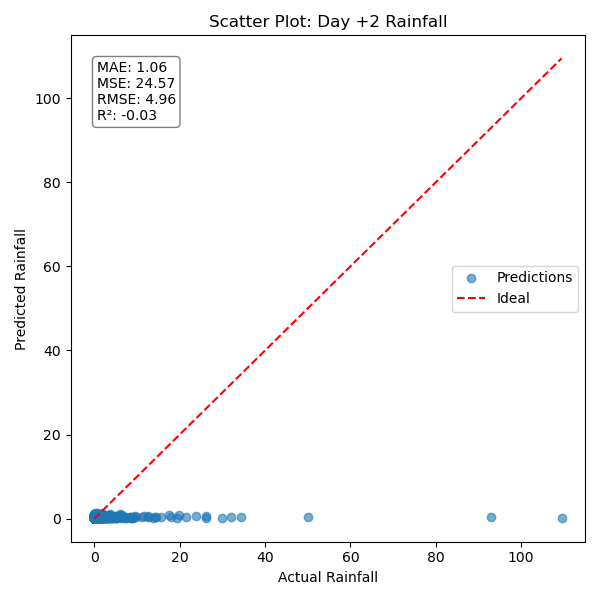 Scatter Plot: Day +2 Rainfall
MAE: 1.06
MSE: 24.57
RMSE: 4.96
R²: -0.03
Predictions
Ideal
Predicted Rainfall
100
80
60
40
20
0
0 20 40 60 80 100
Actual Rainfall